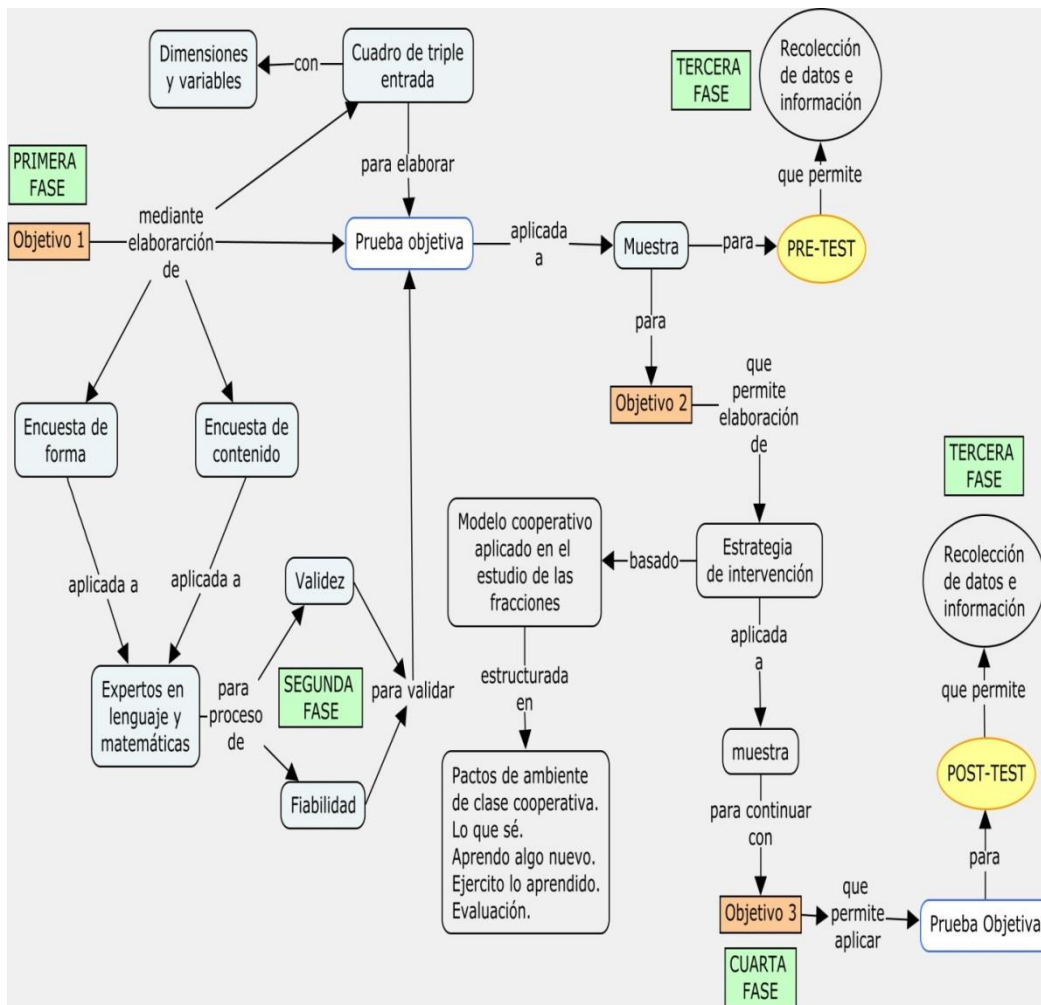 Dimensiones
y variables
con
Cuadro de triple
entrada
TERCERA
FASE
Recolección
de datos e
información
PRIMERA
FASE
para elaborar
que permite
Objetivo 1
mediante
elaborarción
de
Prueba objetiva
aplicada
a
Muestra
para
PRE-TEST
para
Objetivo 2
que
permite
elaboración
de
Encuesta de
forma
Encuesta de
contenido
TERCERA
FASE
Modelo cooperativo
aplicado en el
estudio de las
fracciones
basado
Estrategia
de intervención
Recolección
de datos e
información
aplicada a
aplicada a
Validez
aplicada
a
Expertos en
lenguaje y
matemáticas
para
proceso
de
SEGUNDA
FASE
para validar
estructurada
en
que permite
Fiabilidad
muestra
POST-TEST
Pactos de ambiente
de clase cooperativa.
Lo que sé.
Aprendo algo nuevo.
Ejercito lo aprendido.
Evaluación.
para continuar
con
para
Objetivo 3
que
permite
aplicar
Prueba Objetiva
CUARTA
FASE